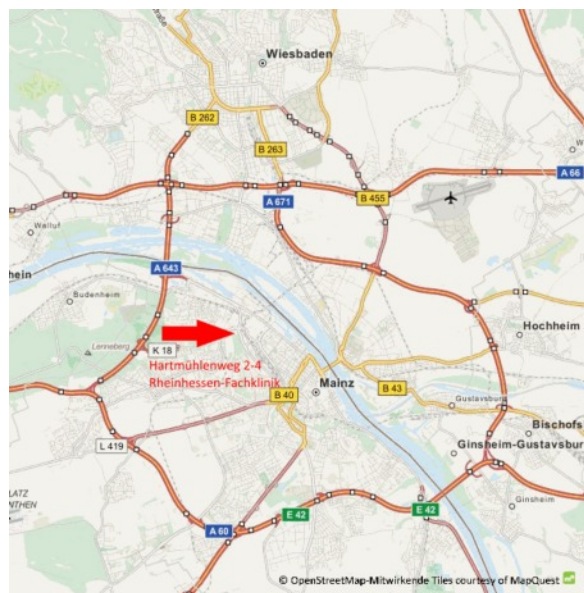 Wiesbaden
B 262
B 263
A 66
A 671
B 455
Walluf
A 643
Budenheim
Hochheim
Lenneberg
K 18
Hartmühlenweg 2-4
Rheinhessen-Fachklinik
Mainz
B 43
B 40
Gustavsburg
Bischofs
L 419
Ginsheim-Gustavsbur
Ginsheim
E 42
E 42
A 60
© OpenStreetMap-Mitwirkende Tiles courtesy of MapQuest